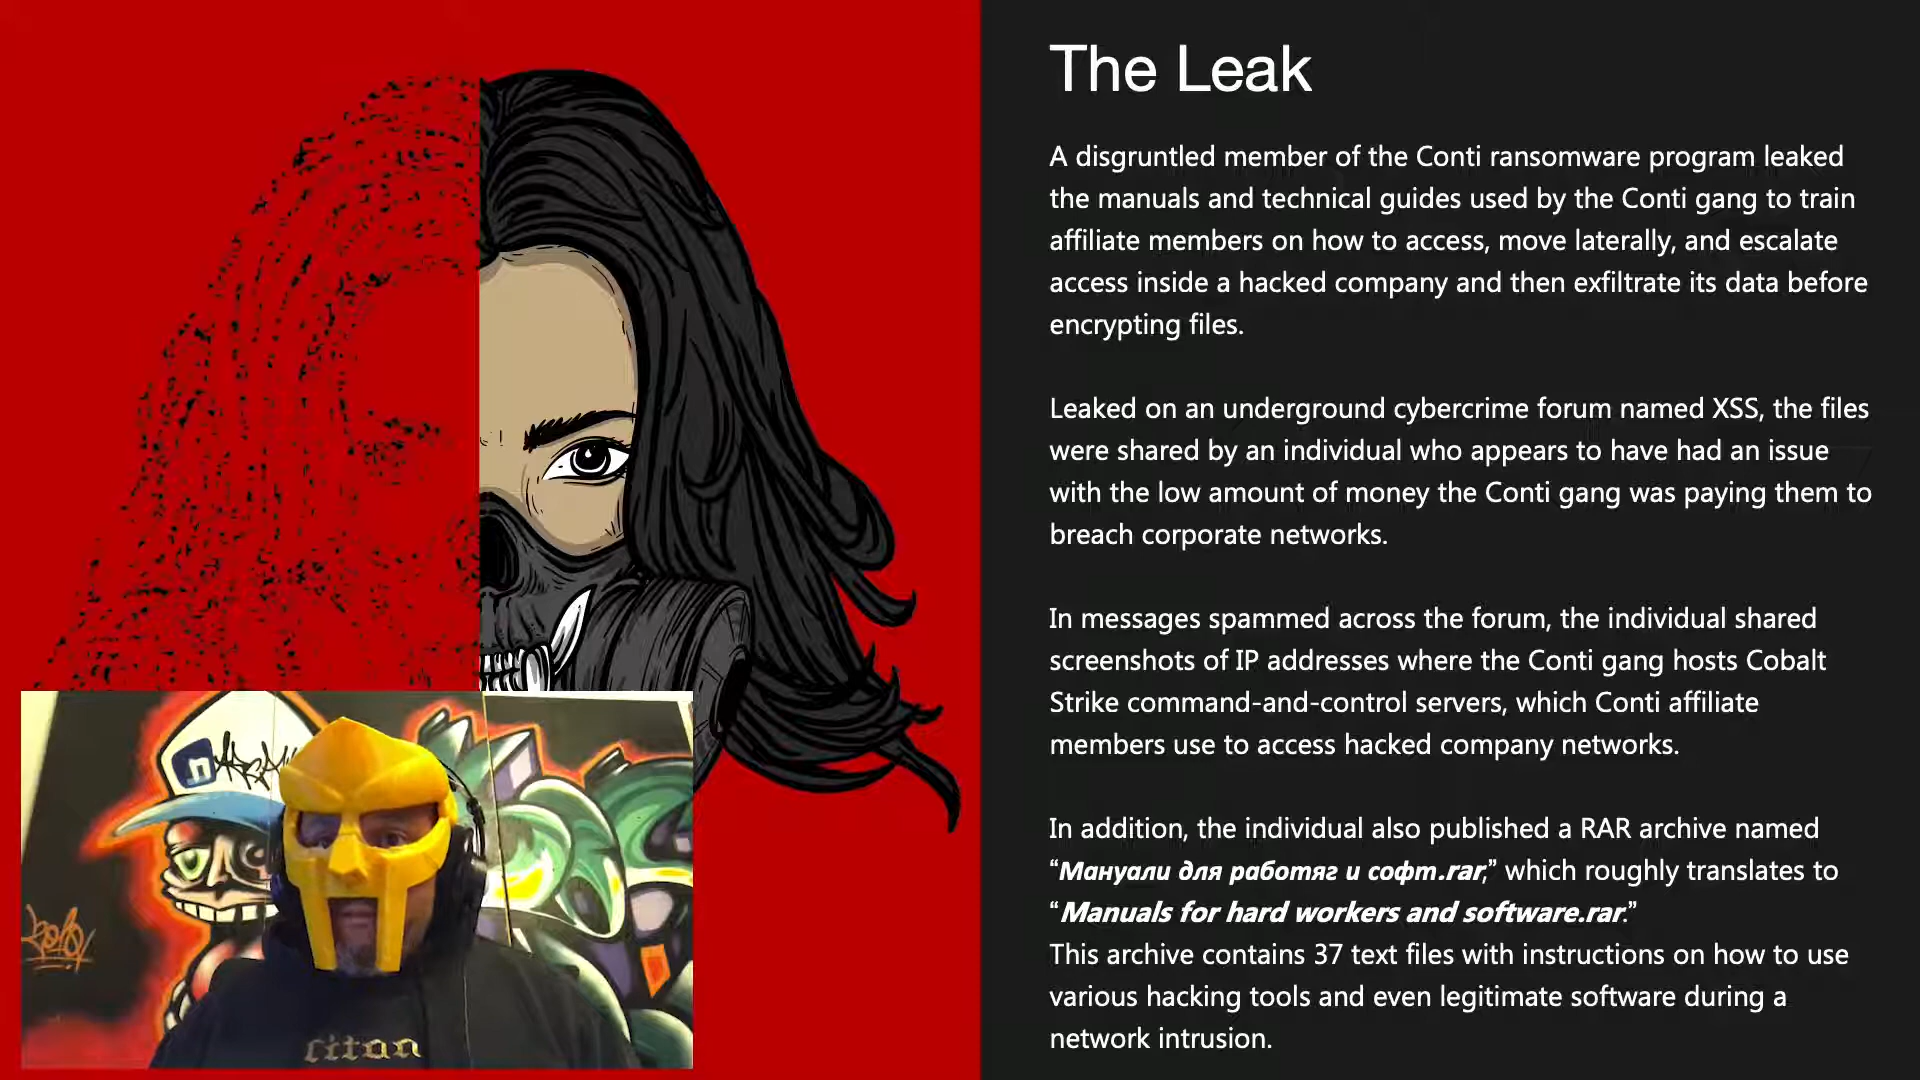 The Leak
A disgruntled member of the Conti ransomware program leaked
the manuals and technical guides used by the Conti gang to train
affiliate members on how to access, move laterally, and escalate
access inside a hacked company and then exfiltrate its data before
encrypting files.
Leaked on an underground cybercrime forum named XSS, the files
were shared by an individual who appears to have had an issue
with the low amount of money the Conti gang was paying them to
breach corporate networks.
In messages spammed across the forum, the individual shared
screenshots of IP addresses where the Conti gang hosts Cobalt
Strike command-and-control servers, which Conti affiliate
members use to access hacked company networks.
In addition, the individual also published a RAR archive named
“Мануали для работяг и софт.rar,” which roughly translates to
“Manuals for hard workers and software.rar.”
This archive contains 37 text files with instructions on how to use
various hacking tools and even legitimate software during a
network intrusion.
n